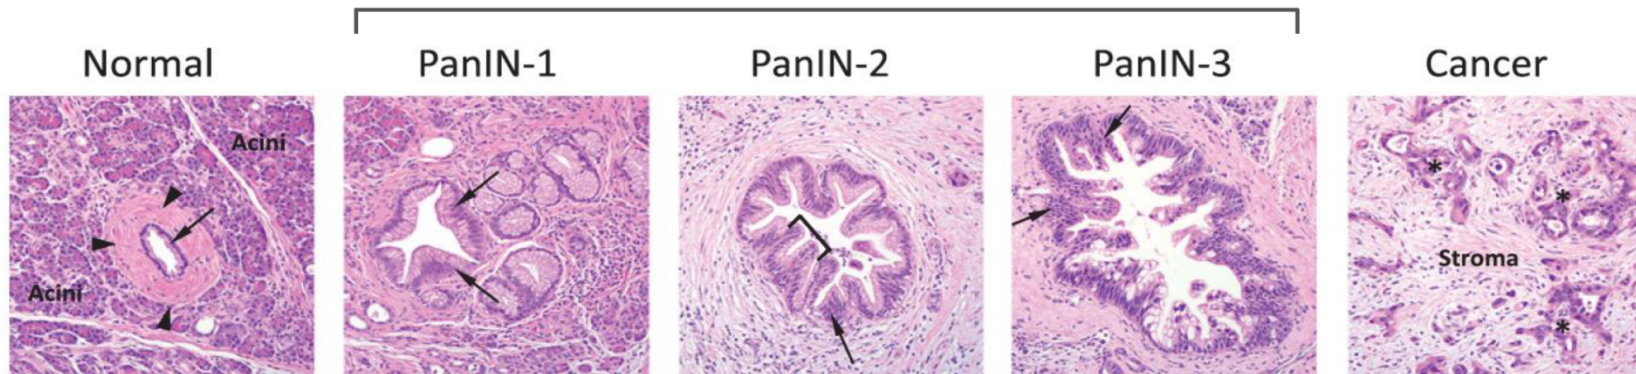 Normal
PanIN-1
PanIN-2
PanIN-3
Cancer
Acini
Acini
*
*
Stroma
*